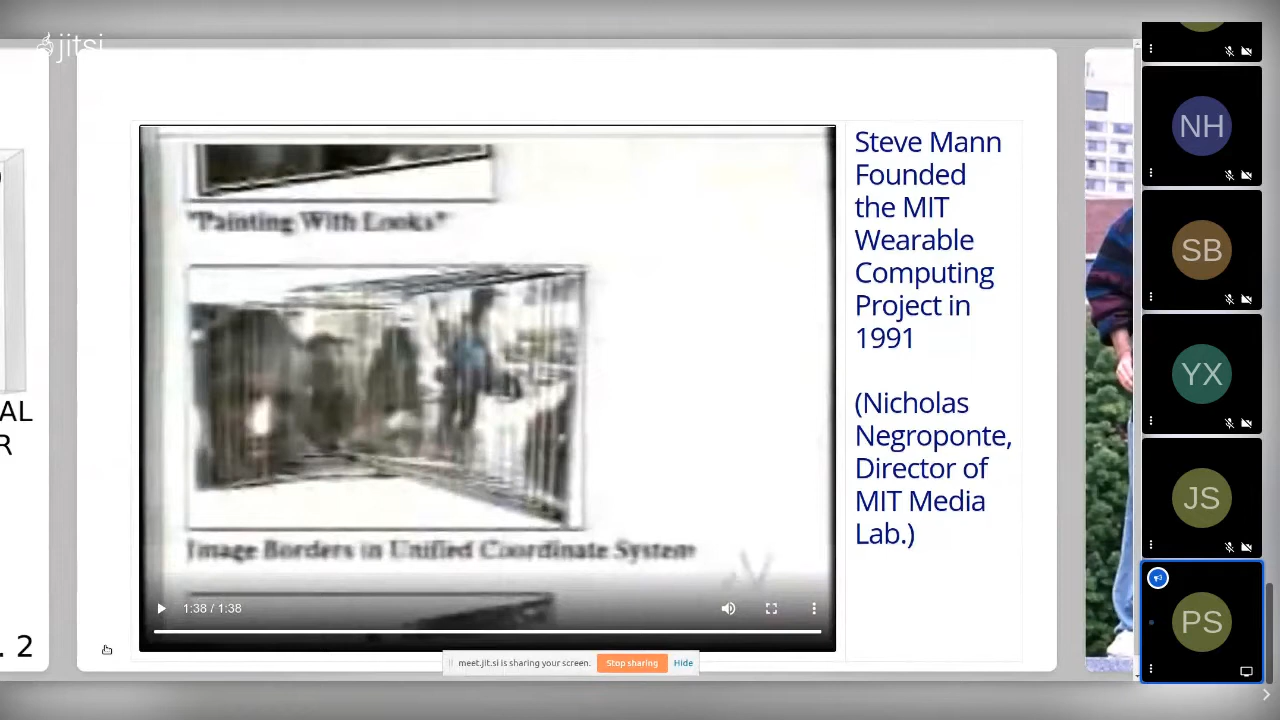 jitsi
AL
R
. 2
"Painting With Looks"
Image Borders in Unified Coordinate System
1:38 / 1:38
Steve Mann
Founded
the MIT
Wearable
Computing
Project in
1991
(Nicholas
Negroponte,
Director of
MIT Media
Lab.)
meet.jit.si is sharing your screen. Stop sharing Hide
NH
SB
YX
JS
PS